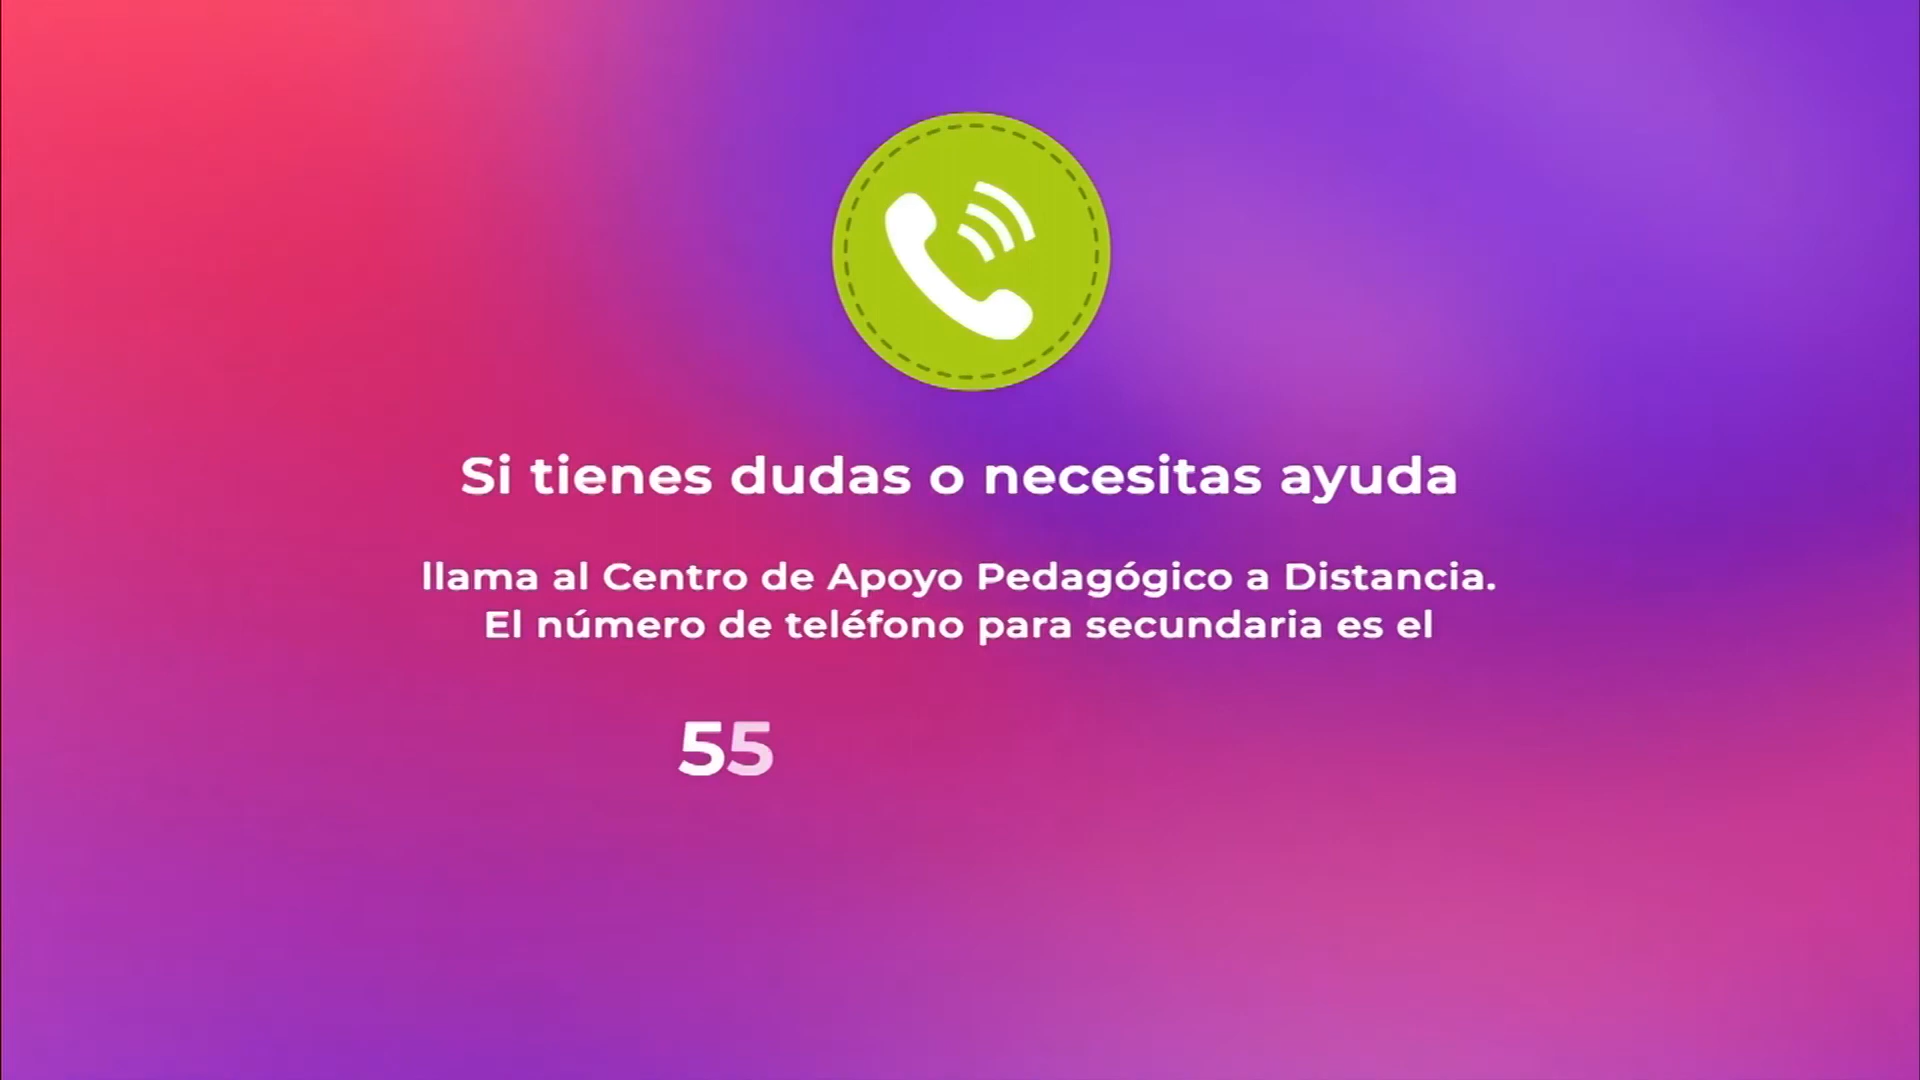 Si tienes dudas o necesitas ayuda
llama al Centro de Apoyo Pedagógico a Distancia.
El número de teléfono para secundaria es el
55